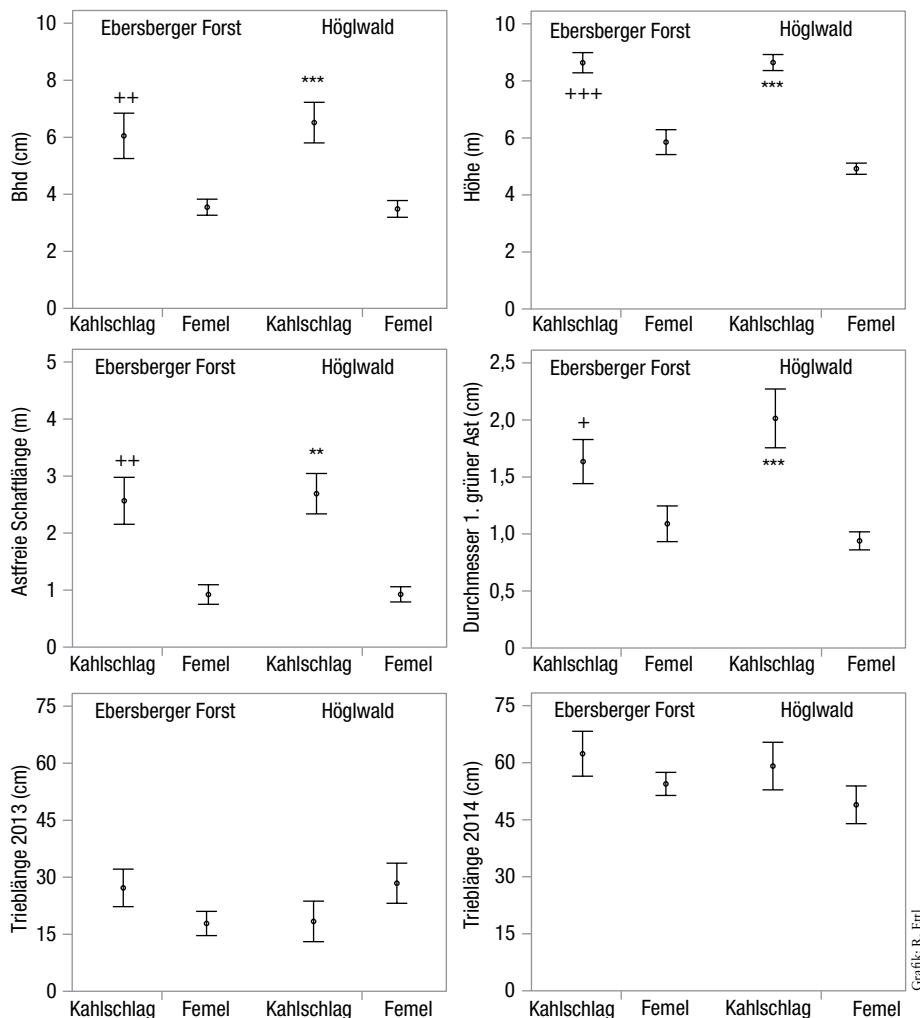 Bhd (cm)
10
8
6
4
2
0
Ebersberger Forst Höglwald
++
***
Kahlschlag Femel Kahlschlag Femel
Höhe (m)
10
8
6
4
2
0
Ebersberger Forst Höglwald
+++
***
Kahlschlag Femel Kahlschlag Femel
Astfreie Schaftlänge (m)
5
4
3
2
1
0
Ebersberger Forst Höglwald
++
**
Kahlschlag Femel Kahlschlag Femel
Durchmesser 1. grüner Ast (cm)
2,5
2,0
1,5
1,0
0,5
0
Ebersberger Forst Höglwald
+
***
Kahlschlag Femel Kahlschlag Femel
Trieblänge 2013 (cm)
75
60
45
30
15
0
Ebersberger Forst Höglwald
Kahlschlag Femel Kahlschlag Femel
Trieblänge 2014 (cm)
75
60
45
30
15
0
Ebersberger Forst Höglwald
Kahlschlag Femel Kahlschlag Femel
Grafik: R. Ertl